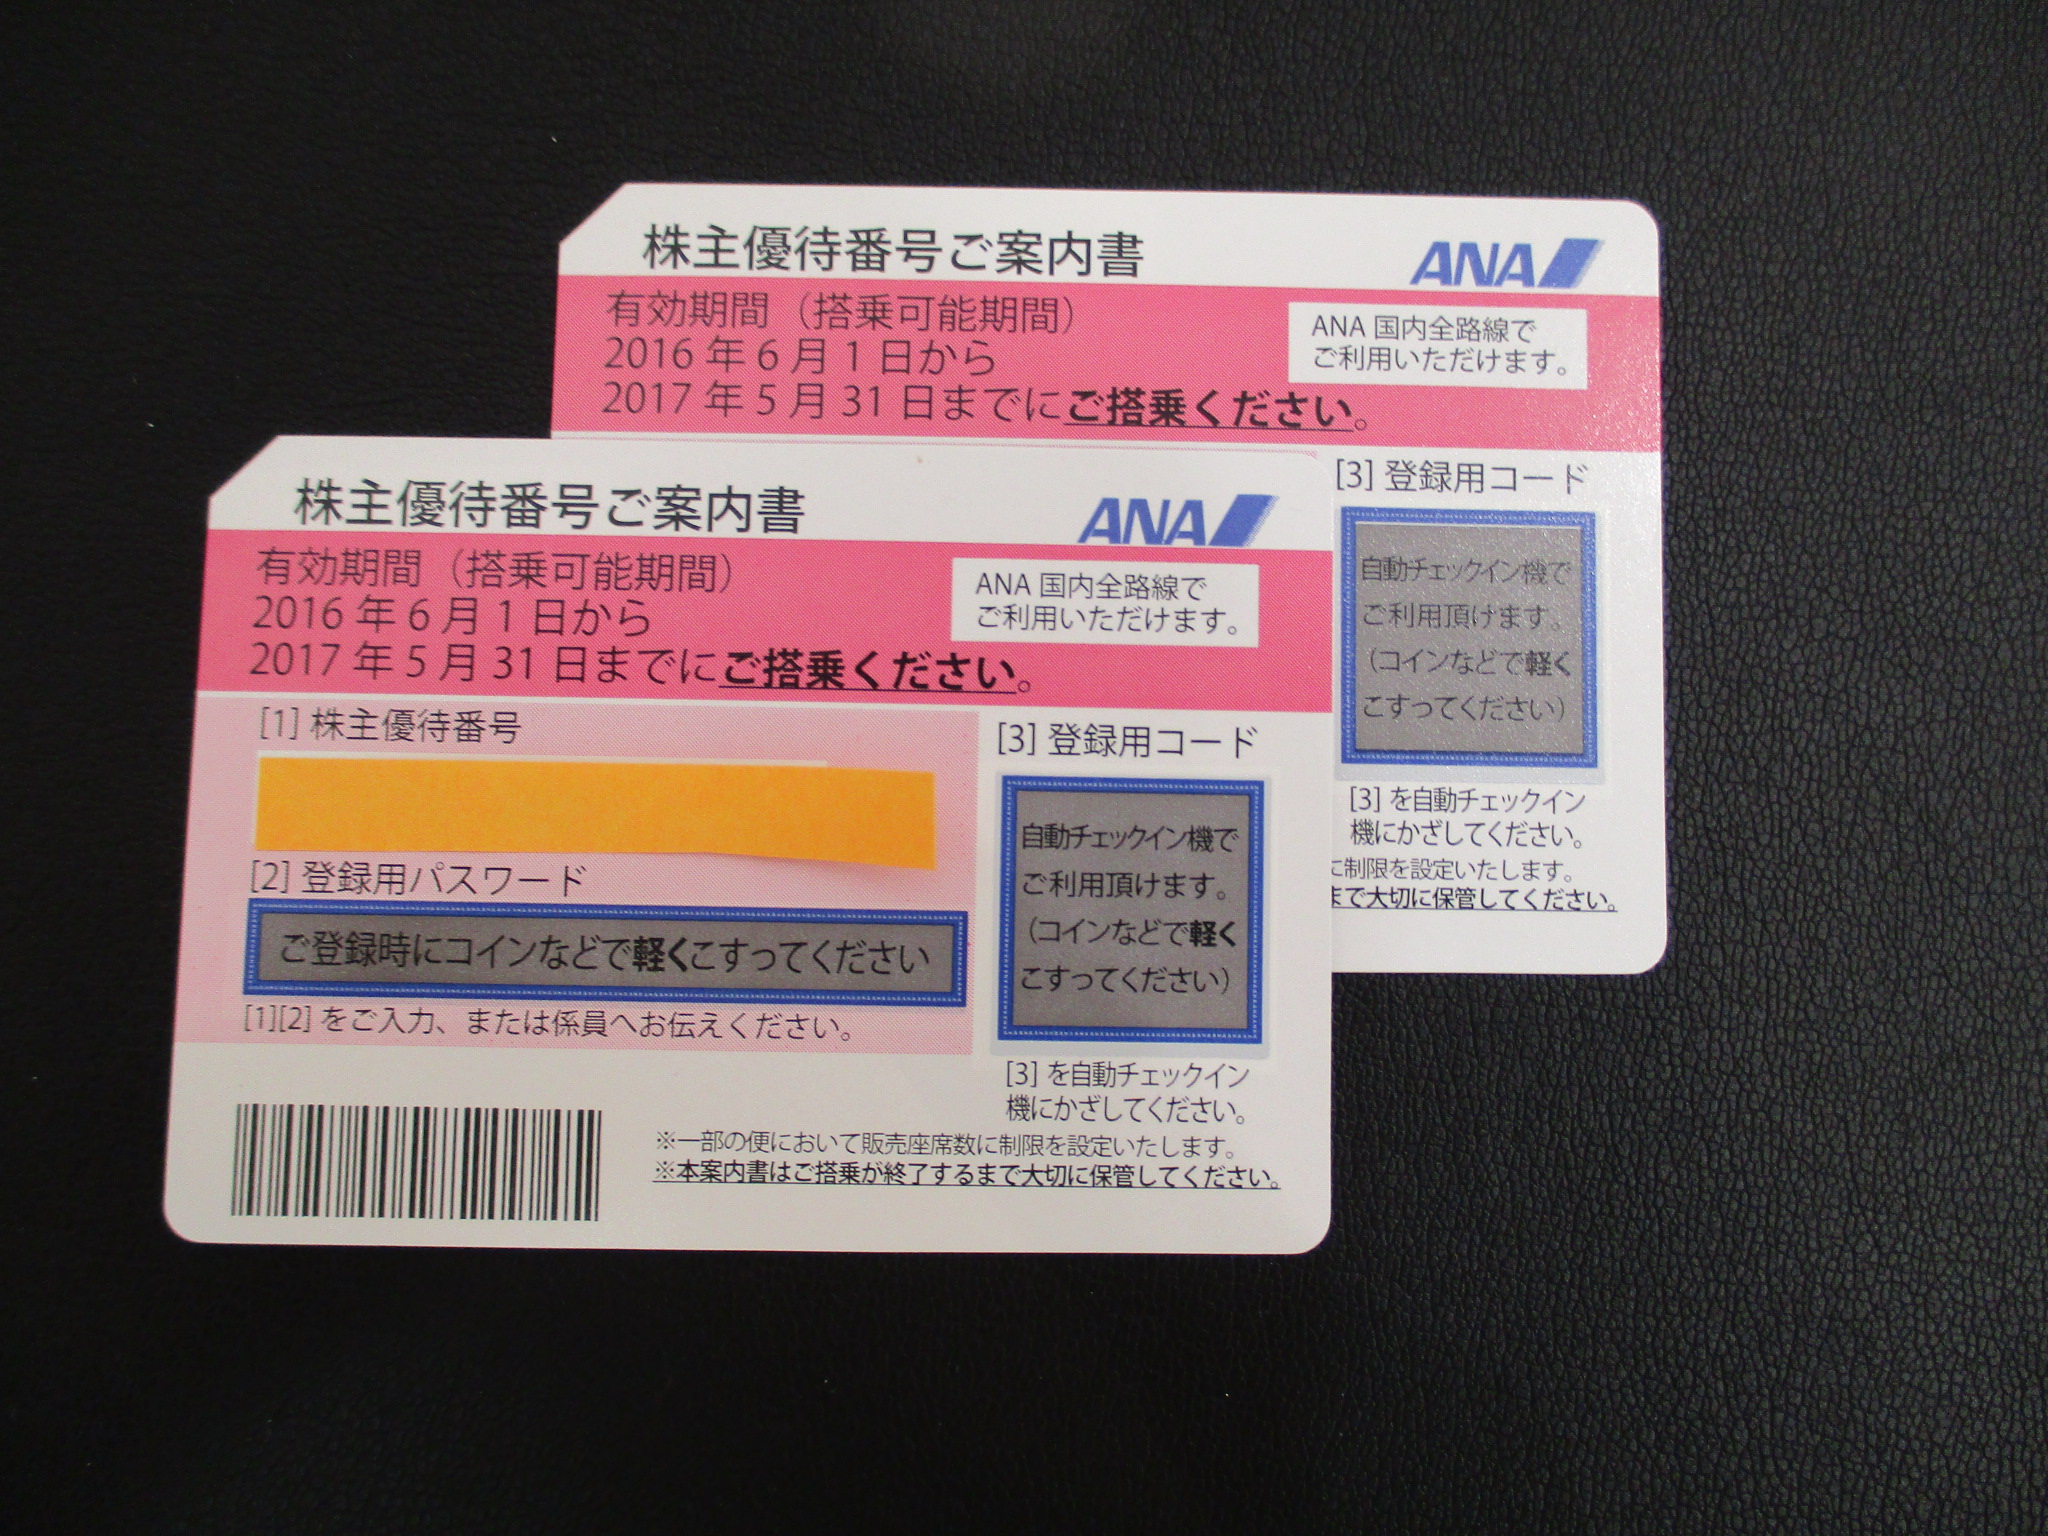 株主優待番号ご案内書
ANA
有効期間（搭乗可能期間）
2016 年 6 月 1 日から
2017 年 5 月 31 日までにご搭乗ください。
ANA 国内全路線で
ご利用いただけます。
[3] 登録用コード
自動チェックイン機で
ご利用頂けます。
（コインなどで軽く
こすってください）
[3] を自動チェックイン
機にかざしてください。
に制限を設定いたします。
まで大切に保管してください。
株主優待番号ご案内書
ANA
有効期間（搭乗可能期間）
2016 年 6 月 1 日から
2017 年 5 月 31 日までにご搭乗ください。
ANA 国内全路線で
ご利用いただけます。
[1] 株主優待番号
[2] 登録用パスワード
ご登録時にコインなどで軽くこすってください
[1][2] をご入力、または係員へお伝えください。
[3] 登録用コード
自動チェックイン機で
ご利用頂けます。
（コインなどで軽く
こすってください）
[3] を自動チェックイン
機にかざしてください。
※一部の便において販売座席数に制限を設定いたします。
※本案内書はご搭乗が終了するまで大切に保管してください。